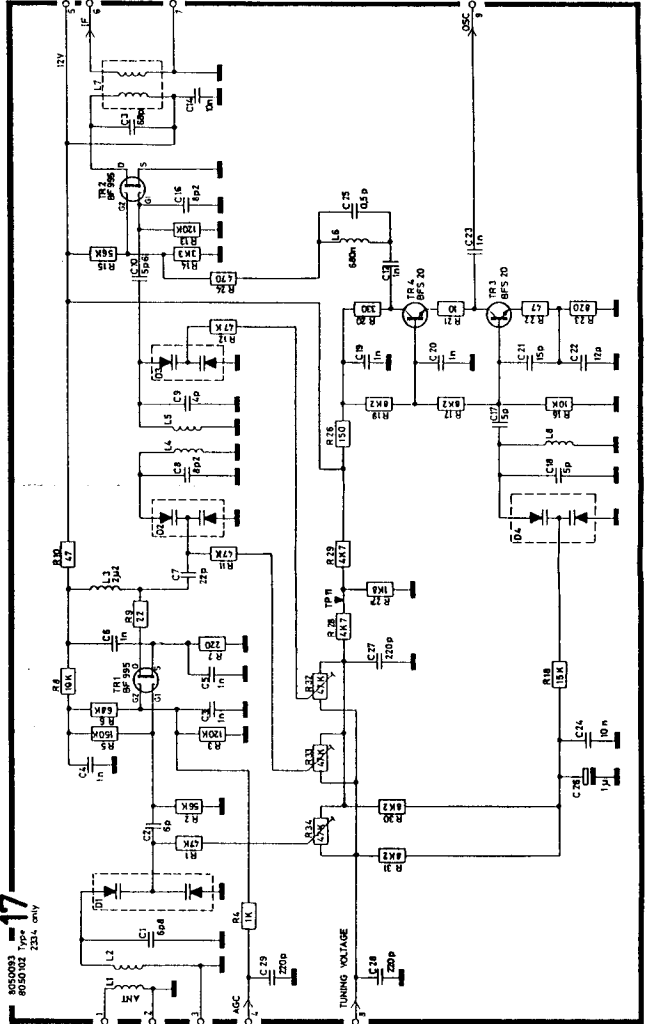 17
8050093
8050102
Type
2334 only
1
2
3
4
8
ANT
L1
L2
C1
6p8
D1
AGC
R4
1K
C29
220p
TUNING VOLTAGE
C28
220p
C4
1n
R8
10K
R5
150K
R6
68K
C2
6p
R2
56K
R1
47K
R3
120K
C3
1n
TR1
BF 995
G2
G1
D
S
C5
1n
R7
220
C6
1n
R9
22
L3
2µ2
R10
47
C7
22p
R11
47K
D2
C8
8p2
L4
L5
C9
4p
D3
R12
47K
C10
5p6
R15
56K
R14
3K3
R13
120K
C16
8p2
TR2
BF 995
G2
G1
D
S
C3
68p
L7
C14
10n
12V
5
IF
6
7
R24
470
L6
680n
C25
0,5p
C12
1n
R20
330
TR4
BFS 20
C19
1n
C20
1n
R21
10
C23
1n
OSC
9
TR3
BFS 20
R22
47
R23
820
C21
15p
C22
12p
R19
8K2
R17
8K2
R16
10K
C17
5p
L8
C18
5p
D4
R26
150
R29
4K7
TP11
R28
4K7
R27
1K8
C27
220p
R32
47K
R33
47K
R34
47K
R30
8K2
R31
8K2
R18
15K
C24
10n
C26
1µ